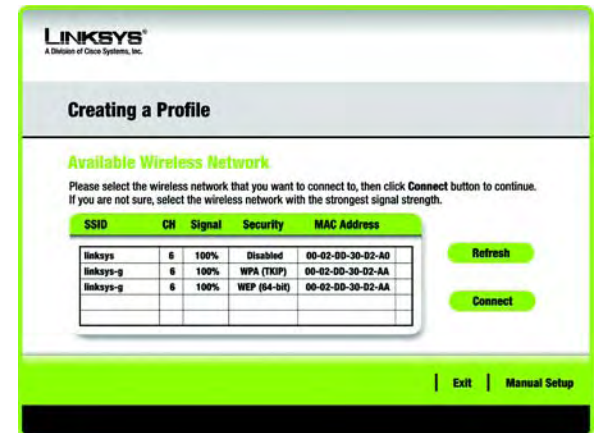 LINKSYS®
A Division of Cisco Systems, Inc.
Creating a Profile
Available Wireless Network
Please select the wireless network that you want to connect to, then click Connect button to continue.
If you are not sure, select the wireless network with the strongest signal strength.
SSID CH Signal Security MAC Address
linksys 6 100% Disabled 00-02-DD-30-D2-A0
linksys-g 6 100% WPA (TKIP) 00-02-DD-30-D2-AA
linksys-g 6 100% WEP (64-bit) 00-02-DD-30-D2-AA
Refresh
Connect
Exit
Manual Setup